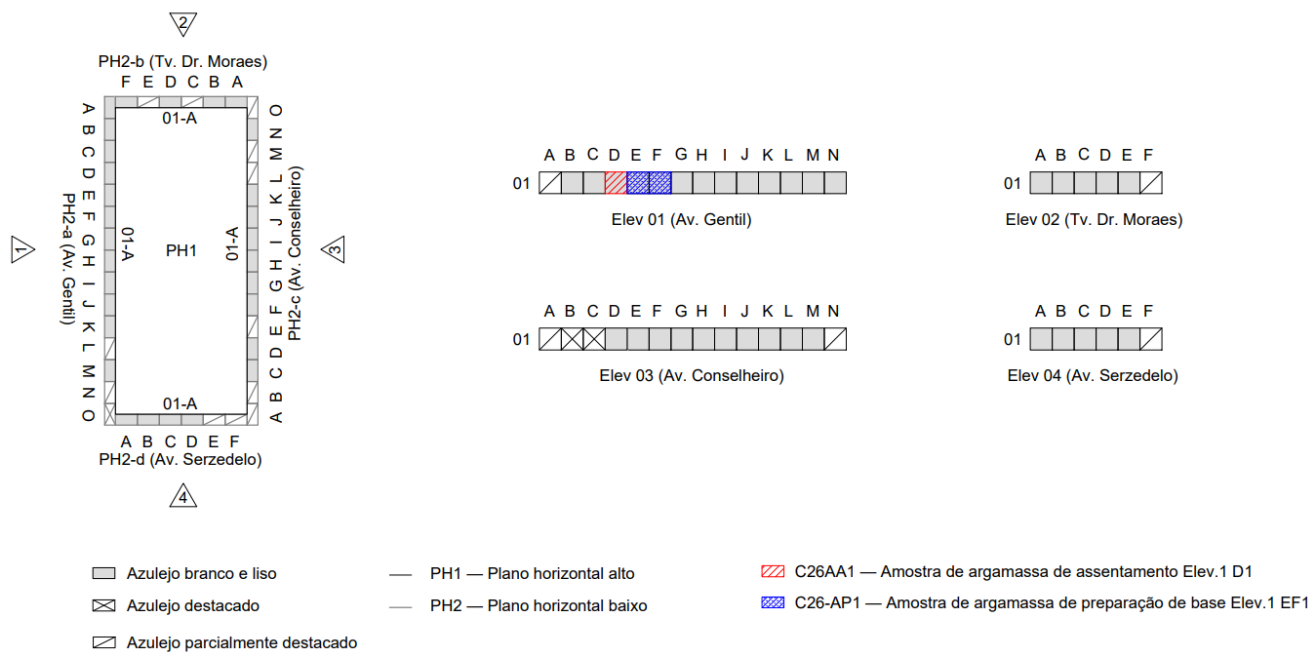 2
PH2-b (Tv. Dr. Moraes)
F E D C B A
01-A
A B C D E F G H I J K L M N O
PH2-a (Av. Gentil)
1
01-A
PH1
01-A
O N M L K J I H G F E D C B A
PH2-c (Av. Conselheiro)
3
01-A
A B C D E F
PH2-d (Av. Serzedelo)
4
A B C D E F G H I J K L M N
01
Elev 01 (Av. Gentil)
A B C D E F
01
Elev 02 (Tv. Dr. Moraes)
A B C D E F G H I J K L M N
01
Elev 03 (Av. Conselheiro)
A B C D E F
01
Elev 04 (Av. Serzedelo)
Azulejo branco e liso
Azulejo destacado
Azulejo parcialmente destacado
PH1 — Plano horizontal alto
PH2 — Plano horizontal baixo
C26AA1 — Amostra de argamassa de assentamento Elev.1 D1
C26-AP1 — Amostra de argamassa de preparação de base Elev.1 EF1